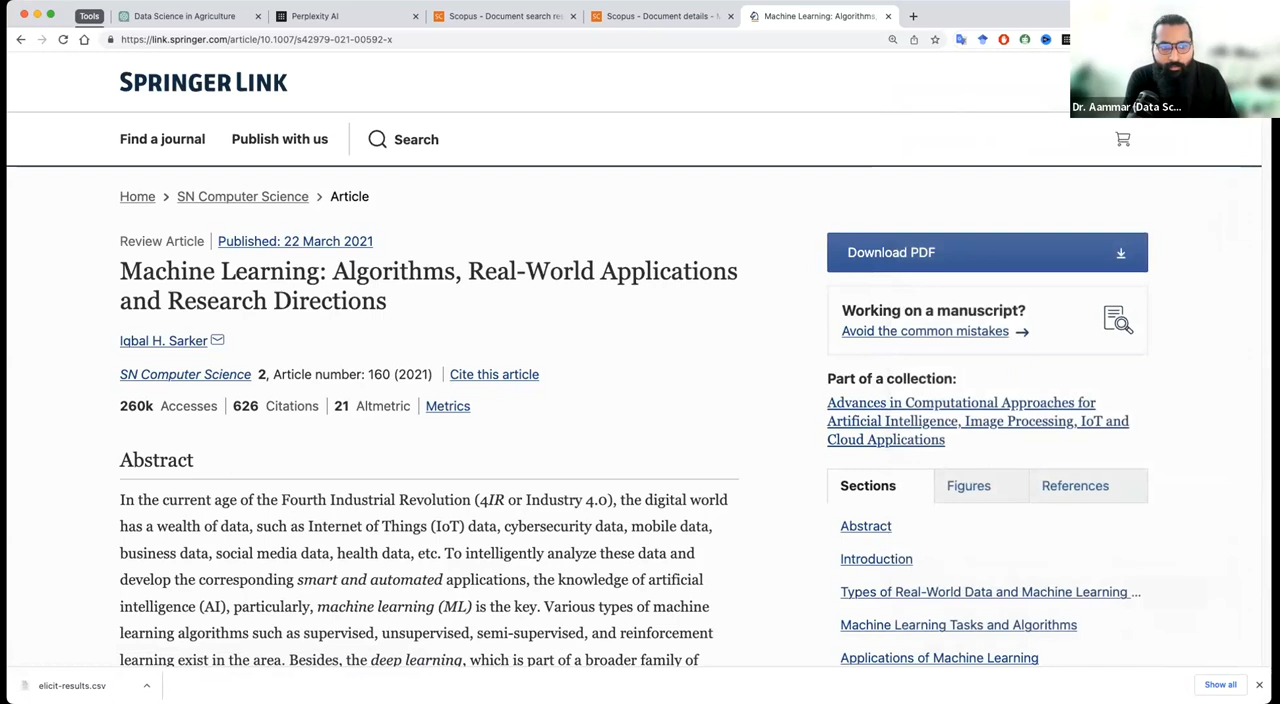 Tools
Data Science in Agriculture
Perplexity AI
Scopus - Document search re
Scopus - Document details - M
Machine Learning: Algorithms,
https://link.springer.com/article/10.1007/s42979-021-00592-x
Dr. Aammar (Data Sc...
SPRINGER LINK
Find a journal
Publish with us
Search
Home > SN Computer Science > Article
Review Article | Published: 22 March 2021
Machine Learning: Algorithms, Real-World Applications
and Research Directions
Iqbal H. Sarker
SN Computer Science 2, Article number: 160 (2021) | Cite this article
260k Accesses | 626 Citations | 21 Altmetric | Metrics
Abstract
In the current age of the Fourth Industrial Revolution (4IR or Industry 4.0), the digital world
has a wealth of data, such as Internet of Things (IoT) data, cybersecurity data, mobile data,
business data, social media data, health data, etc. To intelligently analyze these data and
develop the corresponding smart and automated applications, the knowledge of artificial
intelligence (AI), particularly, machine learning (ML) is the key. Various types of machine
learning algorithms such as supervised, unsupervised, semi-supervised, and reinforcement
learning exist in the area. Besides, the deep learning, which is part of a broader family of
Download PDF
Working on a manuscript?
Avoid the common mistakes →
Part of a collection:
Advances in Computational Approaches for
Artificial Intelligence, Image Processing, IoT and
Cloud Applications
Sections
Figures
References
Abstract
Introduction
Types of Real-World Data and Machine Learning ...
Machine Learning Tasks and Algorithms
Applications of Machine Learning
elicit-results.csv
Show all